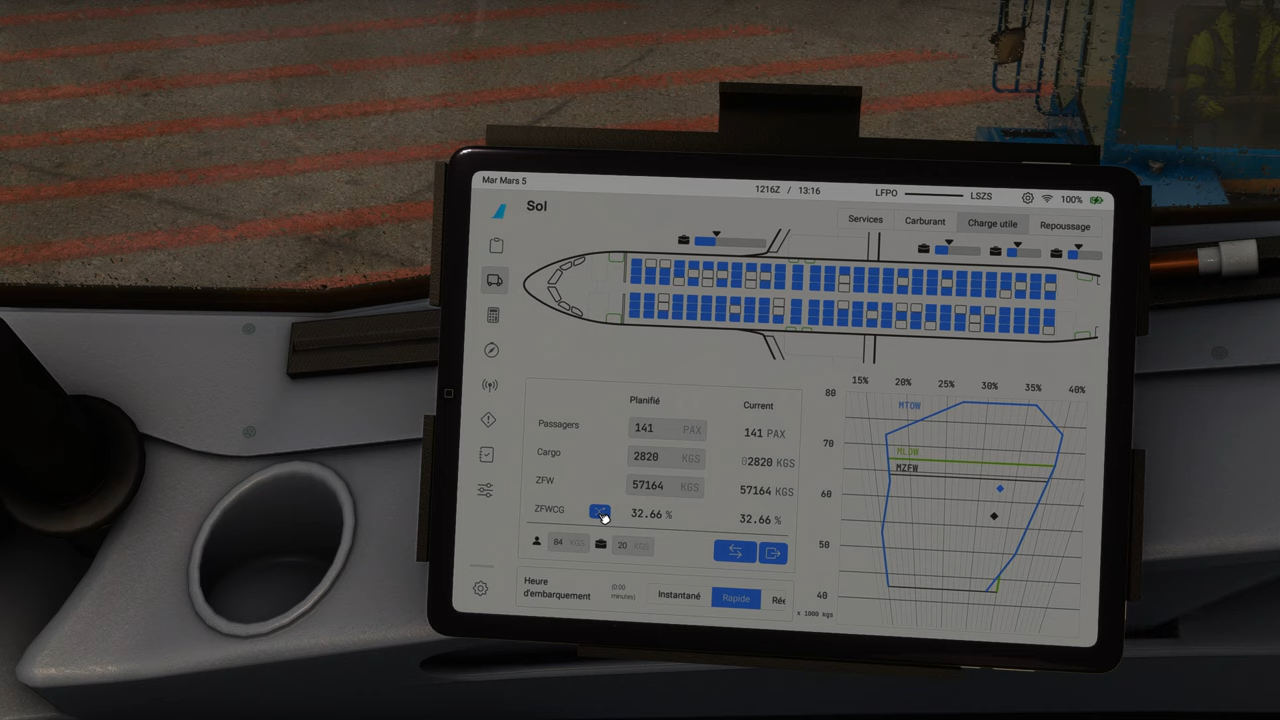 Mar Mars 5
1216Z / 13:16
LFPO
LSZS
100%
Sol
Services
Carburant
Charge utile
Repoussage
Planifié
Current
Passagers
141 PAX
141 PAX
Cargo
2820 KGS
02820 KGS
ZFW
57164 KGS
57164 KGS
ZFWCG
32.66 %
32.66 %
84 KGS
20 KGS
Heure d'embarquement
(0:00 minutes)
Instantané
Rapide
Rée
15%
20%
25%
30%
35%
40%
80
70
60
50
40
x 1000 kgs
MTOW
MLDW
MZFW